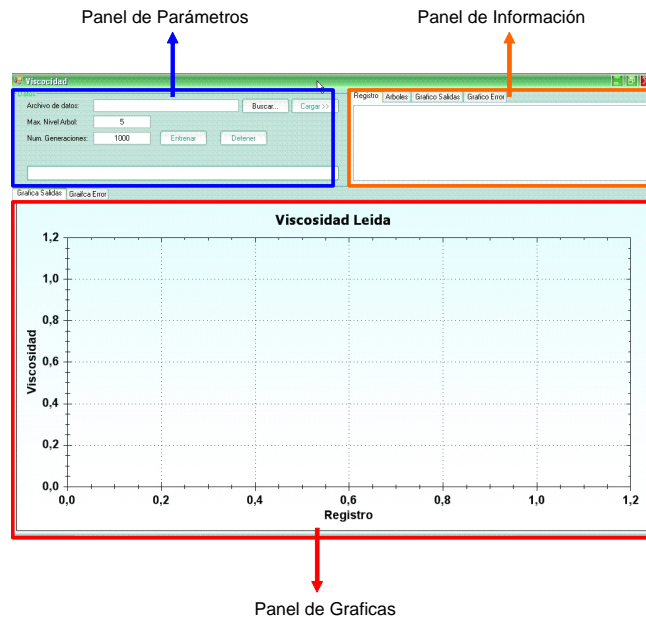 Panel de Parámetros
Panel de Información
Viscocidad
Datos
Archivo de datos:
Buscar...
Cargar >>
Max. Nivel Arbol:
5
Num. Generaciones:
1000
Entrenar
Detener
Registro
Arboles
Grafico Salidas
Grafico Error
Grafica Salidas
Graifca Error
Viscosidad Leida
1,2
1,0
0,8
0,6
0,4
0,2
0,0
Viscosidad
0,0
0,2
0,4
0,6
0,8
1,0
1,2
Registro
Panel de Graficas